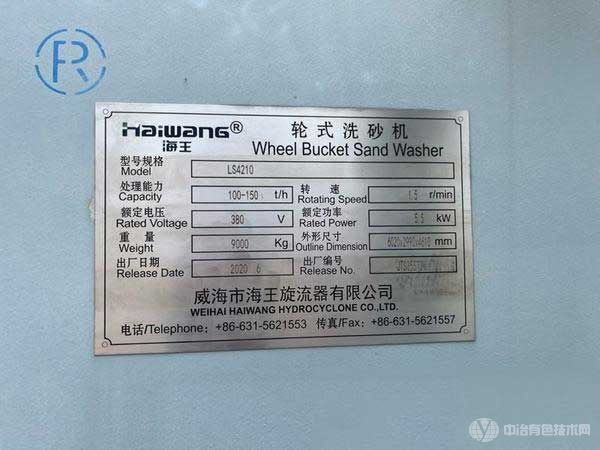 R
Haiwang®
海王
轮式洗砂机
Wheel Bucket Sand Washer
型号规格 LS4210
Model
处理能力 100-150 t/h 转速 1.5 r/min
Capacity Rotating Speed
额定电压 380 V 额定功率 5.5 kW
Rated Voltage Rated Power
重量 9000 Kg 外形尺寸 6020x2990x4610 mm
Weight Outline Dimension
出厂日期 2020 6 出厂编号
Release Date Release No.
威海市海王旋流器有限公司
WEIHAI HAIWANG HYDROCYCLONE CO.,LTD.
电话/Telephone: +86-631-5621553 传真/Fax: +86-631-5621557
中冶有色技术网